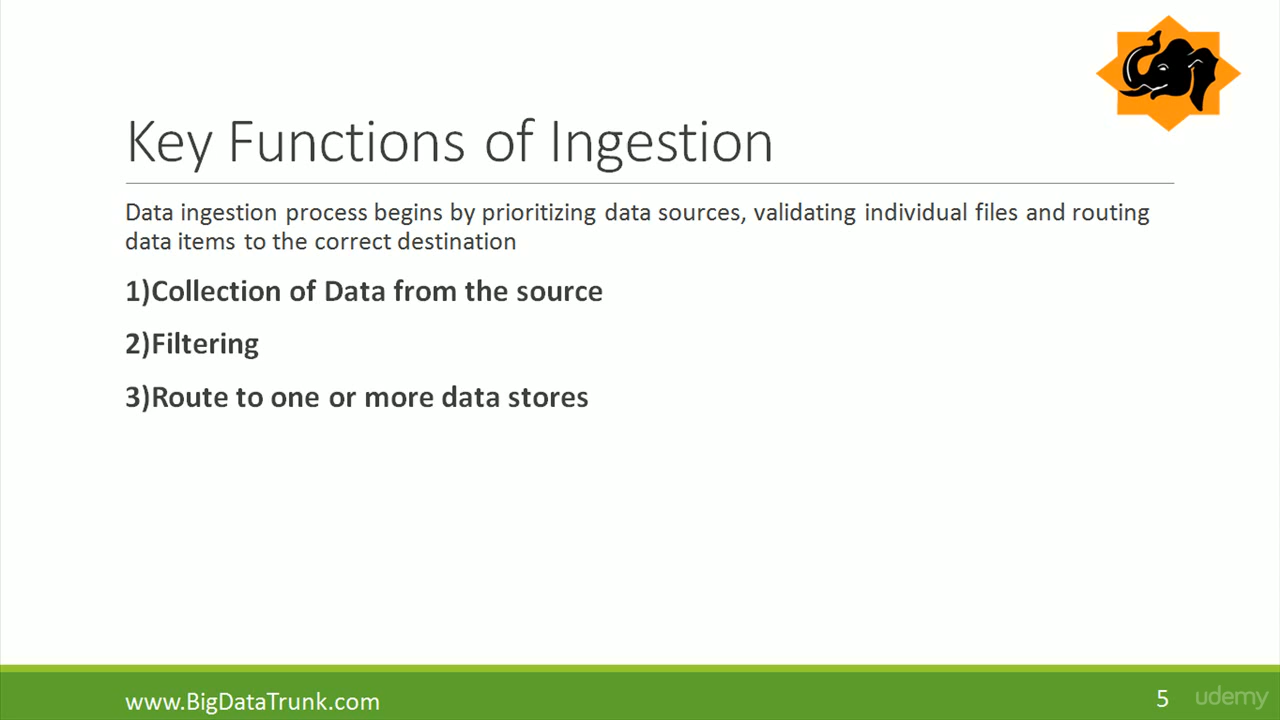 Key Functions of Ingestion
Data ingestion process begins by prioritizing data sources, validating individual files and routing
data items to the correct destination
1)Collection of Data from the source
2)Filtering
3)Route to one or more data stores
www.BigDataTrunk.com
5
udemy